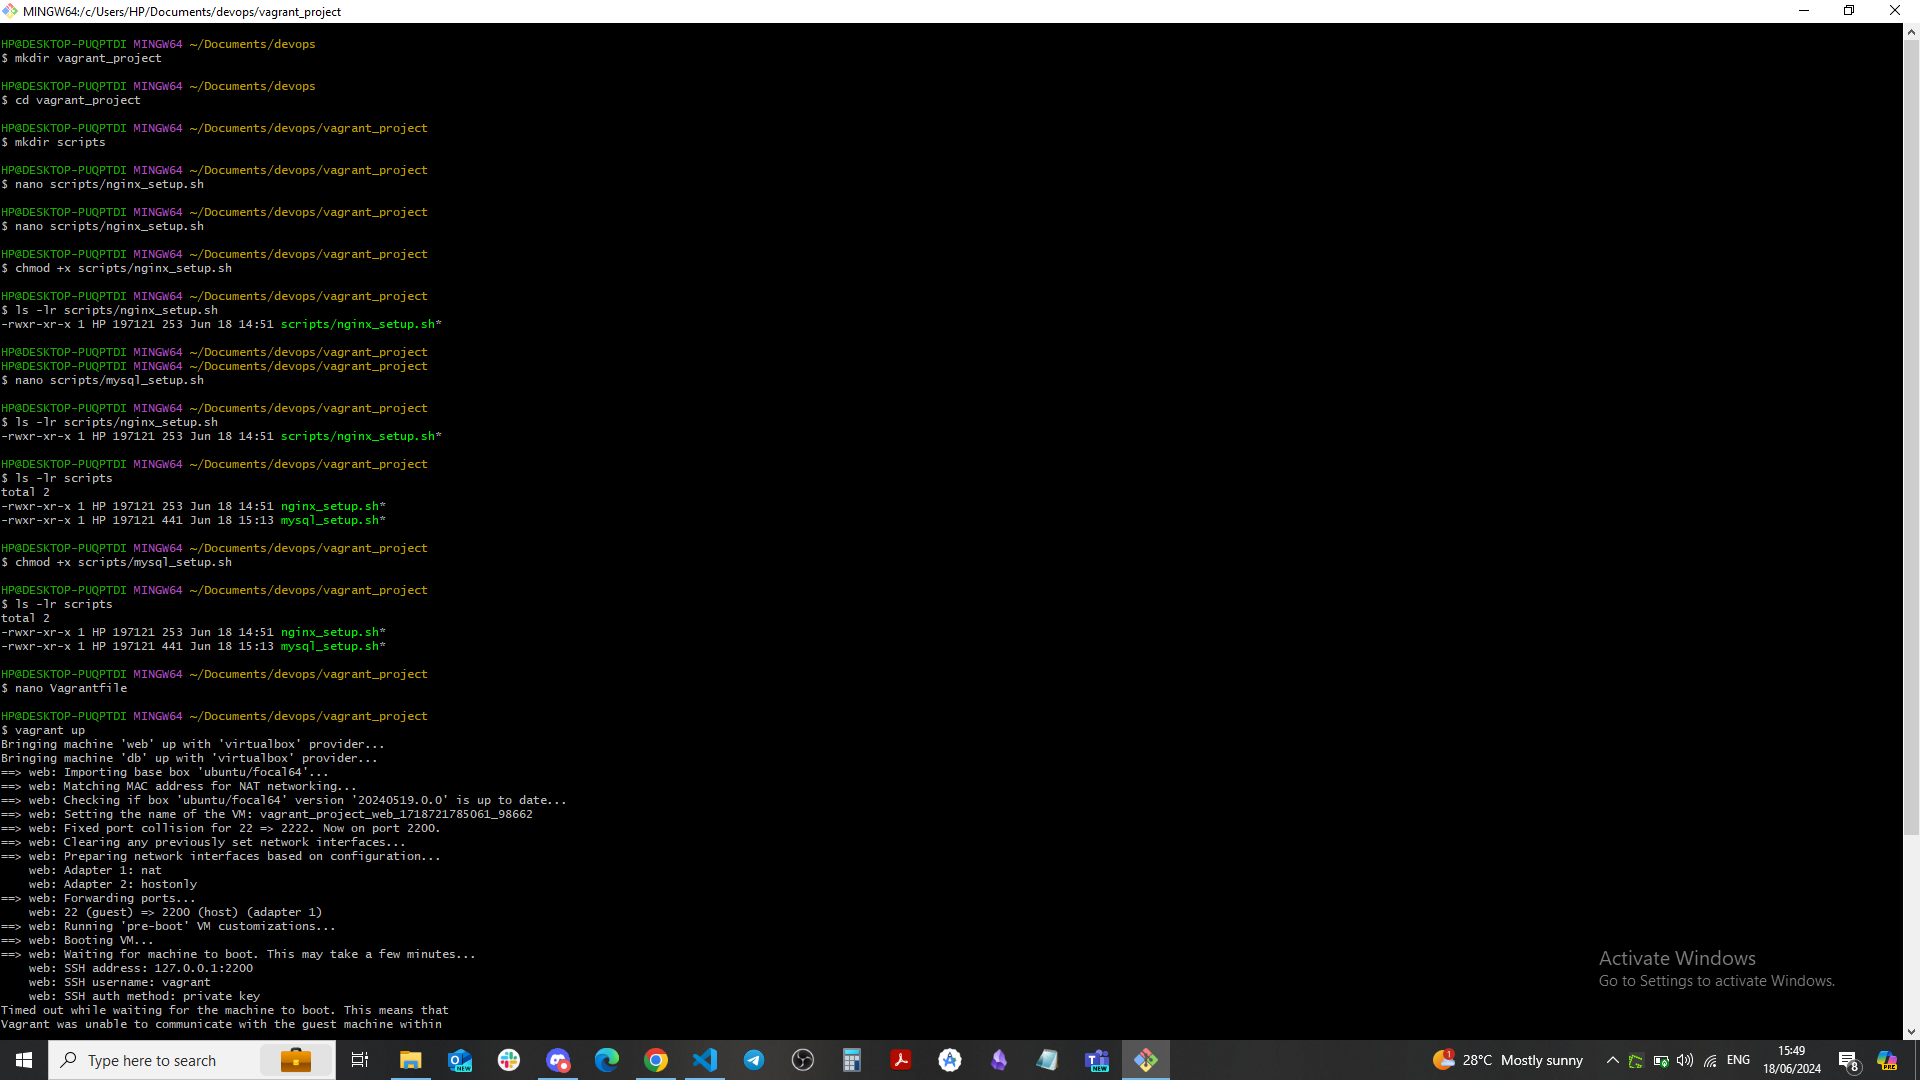 MINGW64:/c/Users/HP/Documents/devops/vagrant_project
HP@DESKTOP-PUQPTDI MINGW64 ~/Documents/devops
$ mkdir vagrant_project
HP@DESKTOP-PUQPTDI MINGW64 ~/Documents/devops
$ cd vagrant_project
HP@DESKTOP-PUQPTDI MINGW64 ~/Documents/devops/vagrant_project
$ mkdir scripts
HP@DESKTOP-PUQPTDI MINGW64 ~/Documents/devops/vagrant_project
$ nano scripts/nginx_setup.sh
HP@DESKTOP-PUQPTDI MINGW64 ~/Documents/devops/vagrant_project
$ nano scripts/nginx_setup.sh
HP@DESKTOP-PUQPTDI MINGW64 ~/Documents/devops/vagrant_project
$ chmod +x scripts/nginx_setup.sh
HP@DESKTOP-PUQPTDI MINGW64 ~/Documents/devops/vagrant_project
$ ls -lr scripts/nginx_setup.sh
-rwxr-xr-x 1 HP 197121 253 Jun 18 14:51 scripts/nginx_setup.sh*
HP@DESKTOP-PUQPTDI MINGW64 ~/Documents/devops/vagrant_project
HP@DESKTOP-PUQPTDI MINGW64 ~/Documents/devops/vagrant_project
$ nano scripts/mysql_setup.sh
HP@DESKTOP-PUQPTDI MINGW64 ~/Documents/devops/vagrant_project
$ ls -lr scripts/nginx_setup.sh
-rwxr-xr-x 1 HP 197121 253 Jun 18 14:51 scripts/nginx_setup.sh*
HP@DESKTOP-PUQPTDI MINGW64 ~/Documents/devops/vagrant_project
$ ls -lr scripts
total 2
-rwxr-xr-x 1 HP 197121 253 Jun 18 14:51 nginx_setup.sh*
-rwxr-xr-x 1 HP 197121 441 Jun 18 15:13 mysql_setup.sh*
HP@DESKTOP-PUQPTDI MINGW64 ~/Documents/devops/vagrant_project
$ chmod +x scripts/mysql_setup.sh
HP@DESKTOP-PUQPTDI MINGW64 ~/Documents/devops/vagrant_project
$ ls -lr scripts
total 2
-rwxr-xr-x 1 HP 197121 253 Jun 18 14:51 nginx_setup.sh*
-rwxr-xr-x 1 HP 197121 441 Jun 18 15:13 mysql_setup.sh*
HP@DESKTOP-PUQPTDI MINGW64 ~/Documents/devops/vagrant_project
$ nano Vagrantfile
HP@DESKTOP-PUQPTDI MINGW64 ~/Documents/devops/vagrant_project
$ vagrant up
Bringing machine 'web' up with 'virtualbox' provider...
Bringing machine 'db' up with 'virtualbox' provider...
==> web: Importing base box 'ubuntu/focal64'...
==> web: Matching MAC address for NAT networking...
==> web: Checking if box 'ubuntu/focal64' version '20240519.0.0' is up to date...
==> web: Setting the name of the VM: vagrant_project_web_1718721785061_98662
==> web: Fixed port collision for 22 => 2222. Now on port 2200.
==> web: Clearing any previously set network interfaces...
==> web: Preparing network interfaces based on configuration...
web: Adapter 1: nat
web: Adapter 2: hostonly
==> web: Forwarding ports...
web: 22 (guest) => 2200 (host) (adapter 1)
==> web: Running 'pre-boot' VM customizations...
==> web: Booting VM...
==> web: Waiting for machine to boot. This may take a few minutes...
web: SSH address: 127.0.0.1:2200
web: SSH username: vagrant
web: SSH auth method: private key
Timed out while waiting for the machine to boot. This means that
Vagrant was unable to communicate with the guest machine within
Activate Windows
Go to Settings to activate Windows.
Type here to search
NEW
NEW
1
28°C Mostly sunny
ENG
15:49
18/06/2024
8
PRE